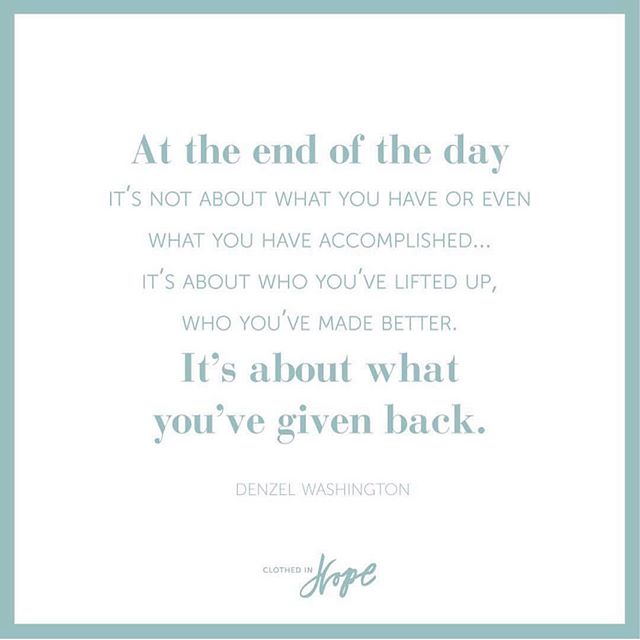 At the end of the day
IT'S NOT ABOUT WHAT YOU HAVE OR EVEN
WHAT YOU HAVE ACCOMPLISHED...
IT'S ABOUT WHO YOU'VE LIFTED UP,
WHO YOU'VE MADE BETTER.
It's about what
you've given back.
DENZEL WASHINGTON
CLOTHED IN Hope